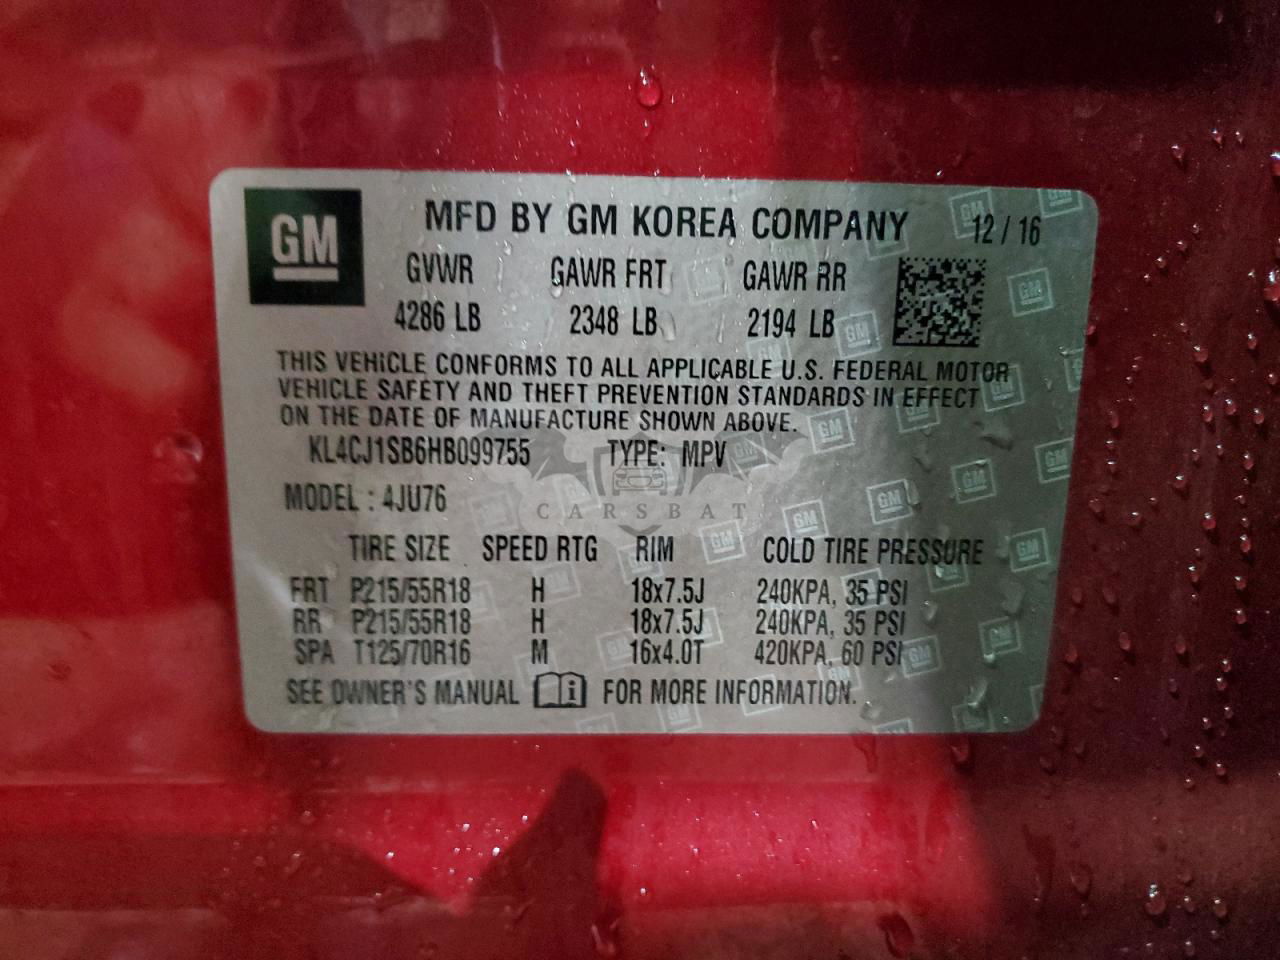 GM MFD BY GM KOREA COMPANY 12 / 16
GVWR GAWR FRT GAWR RR
4286 LB 2348 LB 2194 LB
THIS VEHICLE CONFORMS TO ALL APPLICABLE U.S. FEDERAL MOTOR
VEHICLE SAFETY AND THEFT PREVENTION STANDARDS IN EFFECT
ON THE DATE OF MANUFACTURE SHOWN ABOVE.
KL4CJ1SB6HB099755 TYPE: MPV
MODEL : 4JU76
CARSBAT
TIRE SIZE SPEED RTG RIM COLD TIRE PRESSURE
FRT P215/55R18 H 18x7.5J 240KPA, 35 PSI
RR P215/55R18 H 18x7.5J 240KPA, 35 PSI
SPA T125/70R16 M 16x4.0T 420KPA, 60 PSI
SEE OWNER'S MANUAL i FOR MORE INFORMATION.